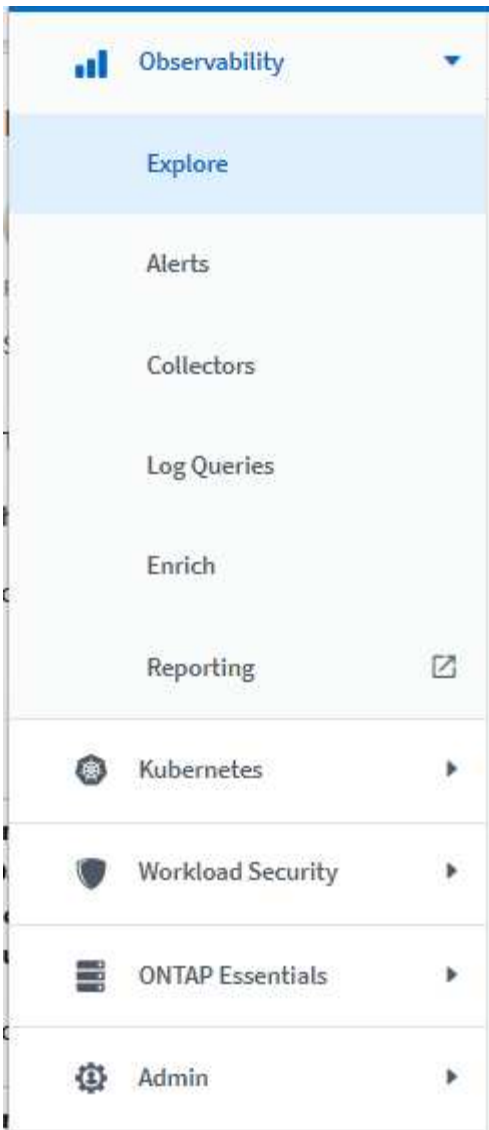 Observability
Explore
Alerts
Collectors
Log Queries
Enrich
Reporting
Kubernetes
Workload Security
ONTAP Essentials
Admin